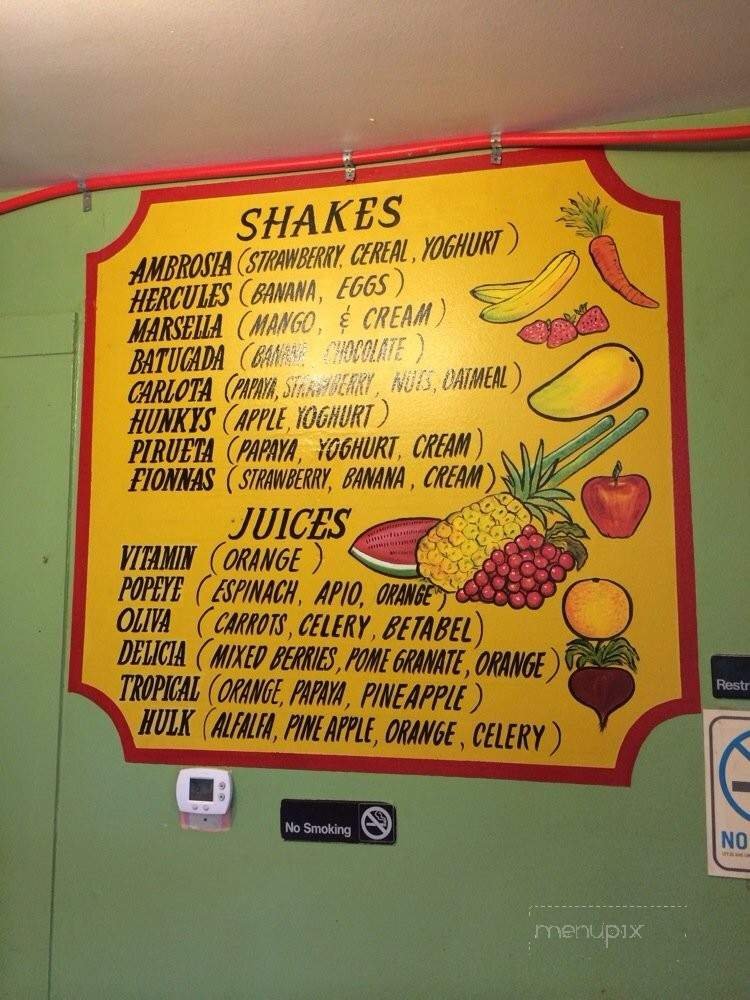 SHAKES
AMBROSIA (STRAWBERRY, CEREAL, YOGHURT)
HERCULES (BANANA, EGGS)
MARSELLA (MANGO, & CREAM)
BATUCADA (BANANA, CHOCOLATE)
CARLOTA (PAPAYA, STRAWBERRY, NUTS, OATMEAL)
HUNKYS (APPLE, YOGHURT)
PIRUETA (PAPAYA, YOGHURT, CREAM)
FIONNAS (STRAWBERRY, BANANA, CREAM)
JUICES
VITAMIN (ORANGE)
POPEYE (ESPINACH, APIO, ORANGE)
OLIVA (CARROTS, CELERY, BETABEL)
DELICIA (MIXED BERRIES, POME GRANATE, ORANGE)
TROPICAL (ORANGE, PAPAYA, PINEAPPLE)
HULK (ALFALFA, PINE APPLE, ORANGE, CELERY)
Restr
No Smoking
NO
menupix